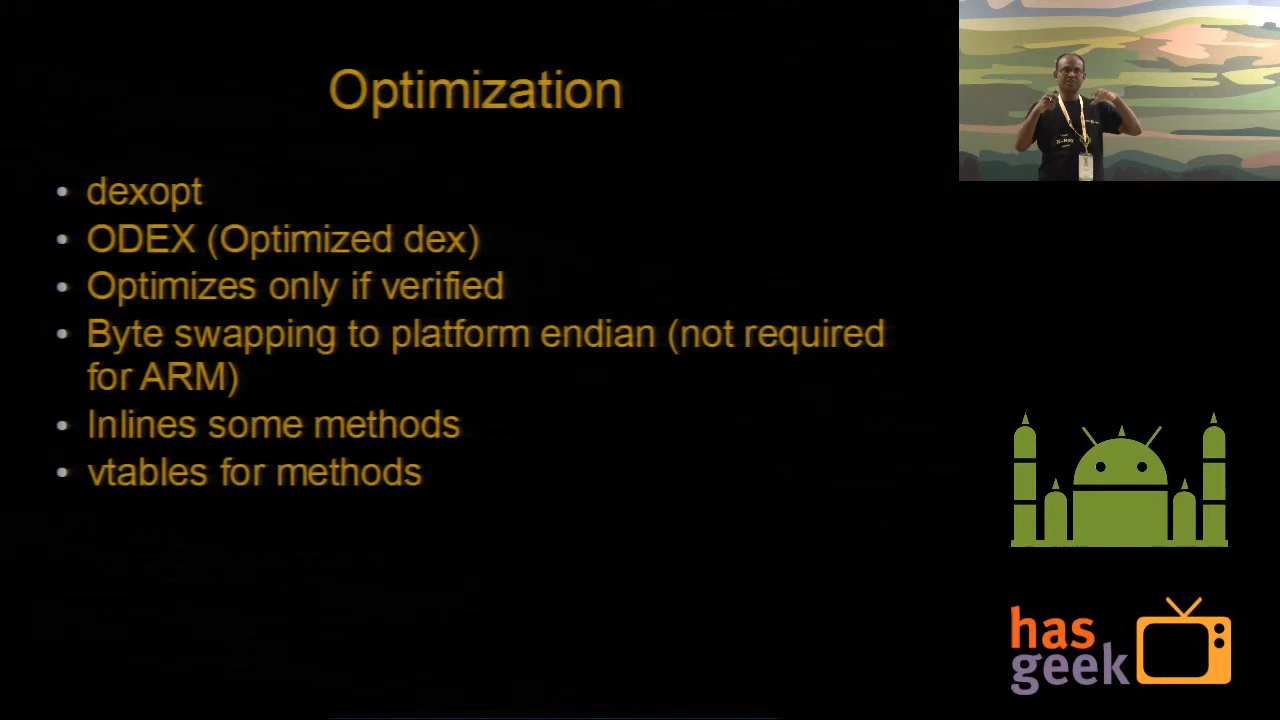 Optimization
dexopt
ODEX (Optimized dex)
Optimizes only if verified
Byte swapping to platform endian (not required
for ARM)
Inlines some methods
vtables for methods
has
geek